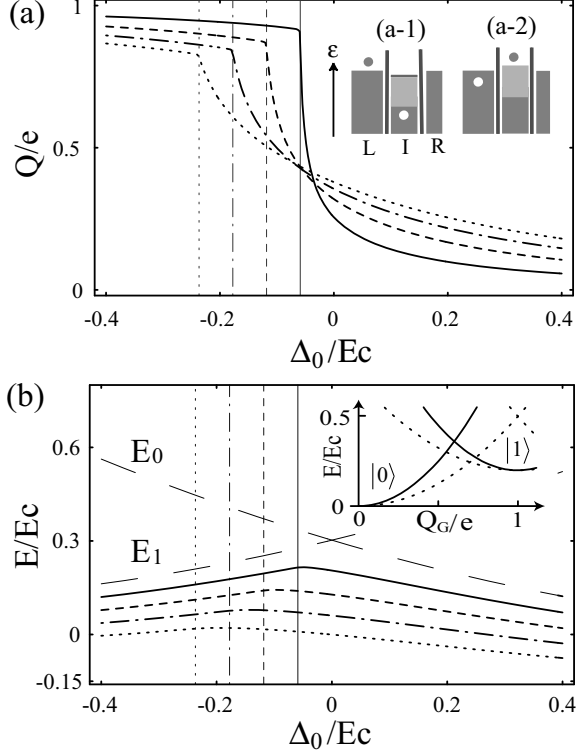 (a)
1
0.5
0
Q/e
(a-1)
(a-2)
ε
L I R
-0.4 -0.2 0 0.2 0.4
Δ₀/Ec
(b)
0.6
0.3
0
-0.15
E/Ec
E₀
E₁
0.5
0
E/Ec
|0⟩
|1⟩
0 1
Q_G/e
-0.4 -0.2 0 0.2 0.4
Δ₀/Ec